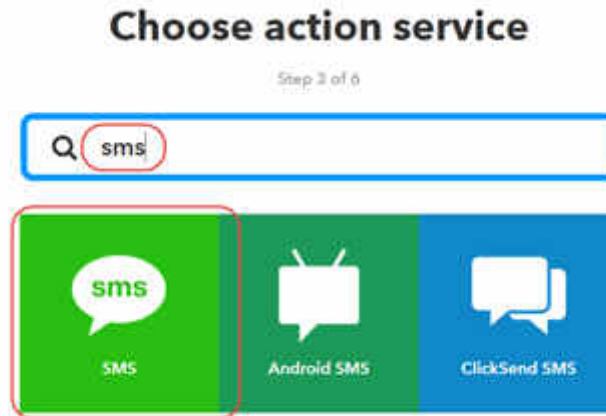 Choose action service
Step 3 of 6
sms
sms
SMS
Android SMS
ClickSend SMS